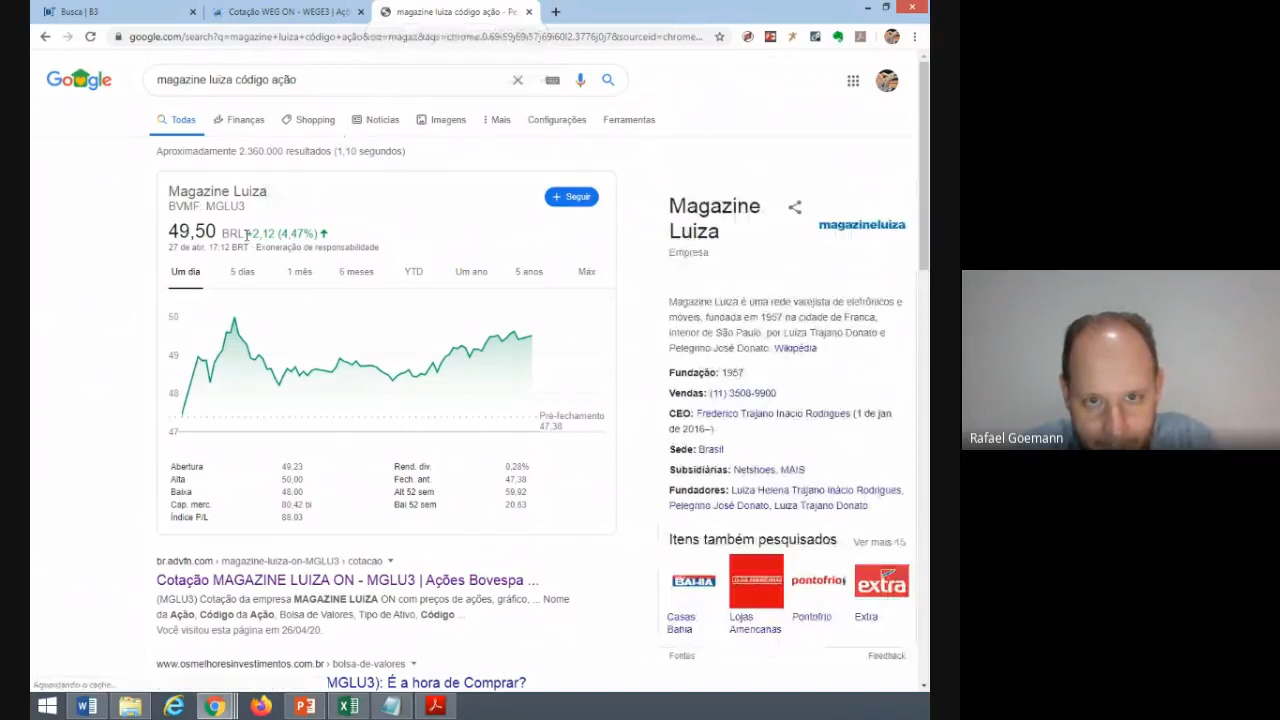 Busca | B3
Cotação WEG ON - WEGE3 | Açõ
magazine luiza código ação - Pe
Google
magazine luiza código ação
Todas
Finanças
Shopping
Notícias
Imagens
Mais
Configurações
Ferramentas
Aproximadamente 2.360.000 resultados (1,10 segundos)
Magazine Luiza
BVMF: MGLU3
Seguir
49,50 BRL +2,12 (4,47%)
27 de abr. 17:12 BRT · Exoneração de responsabilidade
Um dia
5 dias
1 mês
6 meses
YTD
Um ano
5 anos
Máx
50
49
48
47
Pré-fechamento
47,38
Abertura 49,23
Alta 50,00
Baixa 48,00
Cap. merc. 80,42 bi
Índice P/L 88,03
Rend. div. 0,28%
Fech. ant. 47,38
Alt 52 sem 59,92
Bai 52 sem 20,63
br.advfn.com › magazine-luiza-on-MGLU3 › cotacao
Cotação MAGAZINE LUIZA ON - MGLU3 | Ações Bovespa ...
(MGLU3) Cotação da empresa MAGAZINE LUIZA ON com preços de ações, gráfico, ... Nome
da Ação, Código da Ação, Bolsa de Valores, Tipo de Ativo, Código ...
Você visitou esta página em 26/04/20.
www.osmelhoresinvestimentos.com.br › bolsa-de-valores
MGLU3): É a hora de Comprar?
Magazine
Luiza
Empresa
magazineluiza
Magazine Luiza é uma rede varejista de eletrônicos e
móveis, fundada em 1957 na cidade de Franca,
interior de São Paulo, por Luiza Trajano Donato e
Pelegrino José Donato. Wikipédia
Fundação: 1957
Vendas: (11) 3508-9900
CEO: Frederico Trajano Inácio Rodrigues (1 de jan.
de 2016–)
Sede: Brasil
Subsidiárias: Netshoes, MAIS
Fundadores: Luiza Helena Trajano Inácio Rodrigues,
Pelegrino José Donato, Luiza Trajano Donato
Itens também pesquisados
Ver mais 15
pontofrio
extra
Casas
Bahia
Lojas
Americanas
Pontofrio
Extra
Fontes
Feedback
Aguardando o cache...
Rafael Goemann